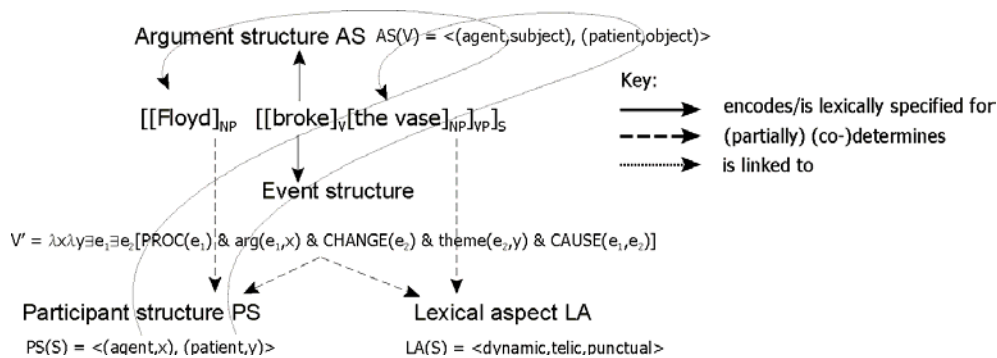 Argument structure AS AS(V) = <(agent,subject), (patient,object)>
Key:
[[Floyd]NP [[broke]V[the vase]NP]VP]S
encodes/is lexically specified for
(partially) (co-)determines
is linked to
Event structure
V' = λxλy∃e₁∃e₂[PROC(e₁) & arg(e₁,x) & CHANGE(e₂) & theme(e₂,y) & CAUSE(e₁,e₂)]
Participant structure PS Lexical aspect LA
PS(S) = <(agent,x), (patient,y)> LA(S) = <dynamic,telic,punctual>